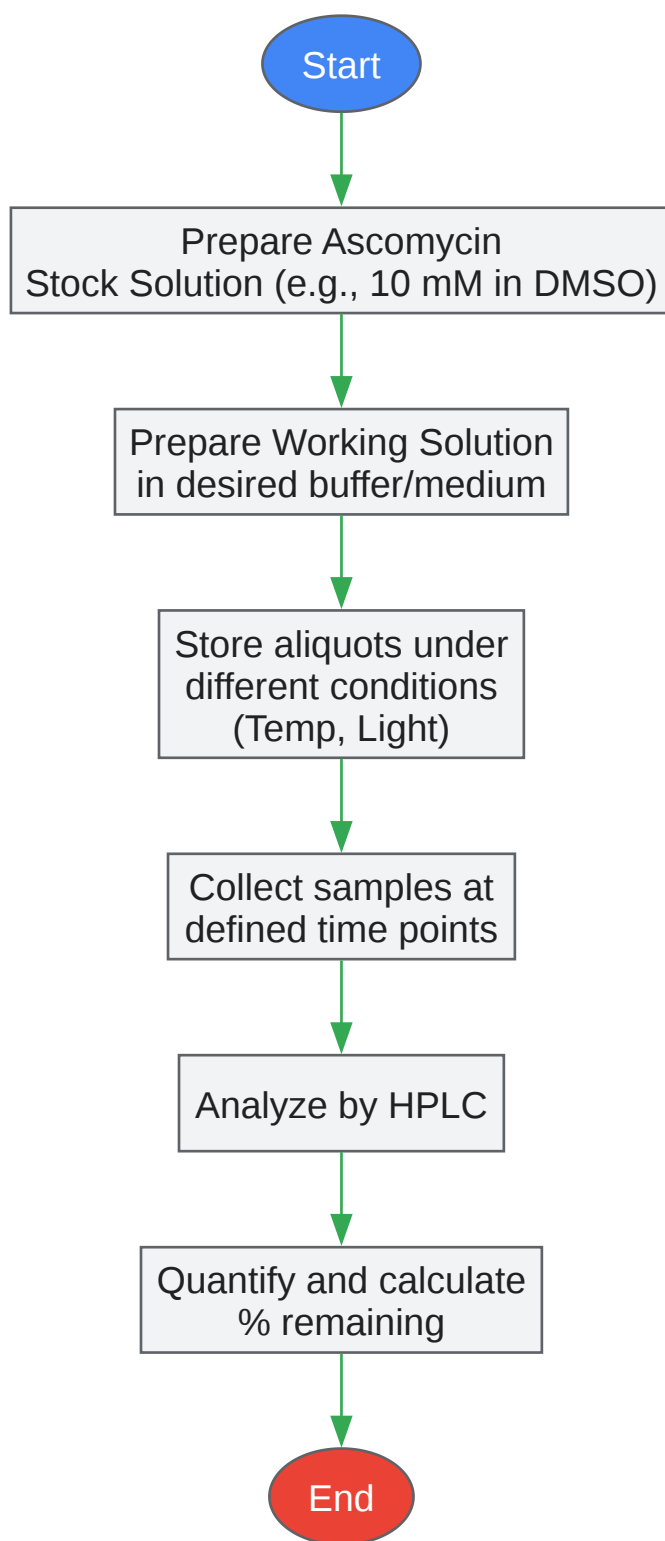 Start
Prepare Ascomycin
Stock Solution (e.g., 10 mM in DMSO)
Prepare Working Solution
in desired buffer/medium
Store aliquots under
different conditions
(Temp, Light)
Collect samples at
defined time points
Analyze by HPLC
Quantify and calculate
% remaining
End